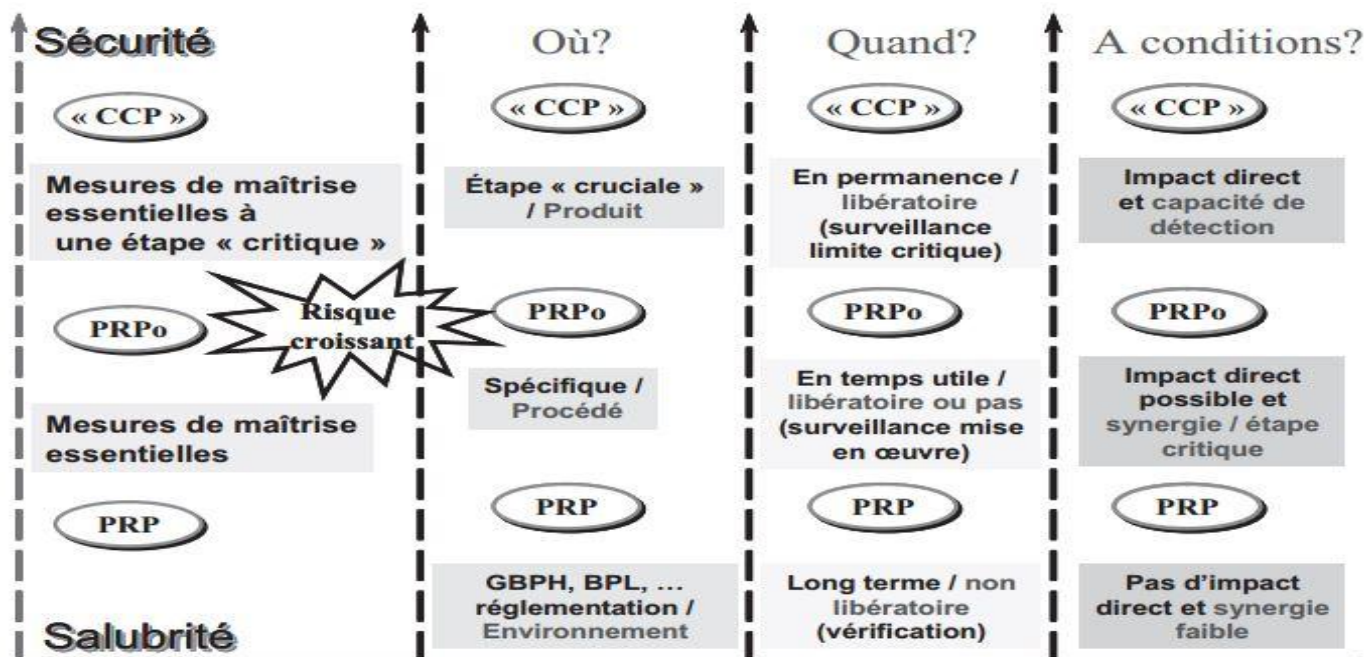 Sécurité
« CCP »
Mesures de maîtrise
essentielles à
une étape « critique »
PRPo
Risque
croissant
Mesures de maîtrise
essentielles
PRP
Salubrité
Où?
« CCP »
Étape « cruciale »
/ Produit
PRPo
Spécifique /
Procédé
PRP
GBPH, BPL, ...
réglementation /
Environnement
Quand?
« CCP »
En permanence /
libératoire
(surveillance
limite critique)
PRPo
En temps utile /
libératoire ou pas
(surveillance mise
en œuvre)
PRP
Long terme / non
libératoire
(vérification)
A conditions?
« CCP »
Impact direct
et capacité de
détection
PRPo
Impact direct
possible et
synergie / étape
critique
PRP
Pas d'impact
direct et synergie
faible